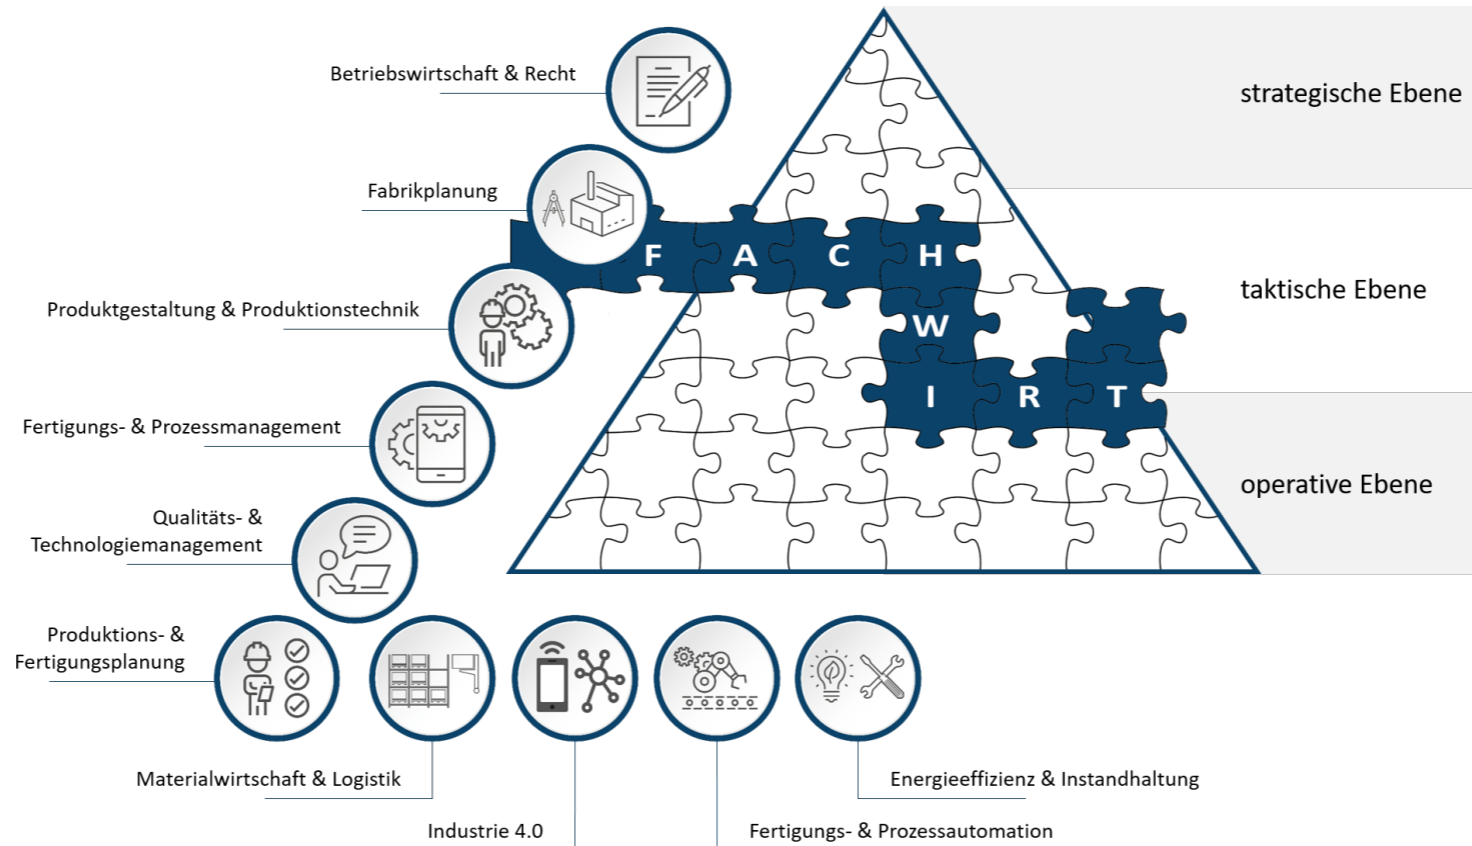 Betriebswirtschaft & Recht
strategische Ebene
Fabrikplanung
F A C H
W
I R T
taktische Ebene
Produktgestaltung & Produktionstechnik
Fertigungs- & Prozessmanagement
operative Ebene
Qualitäts- &
Technologiemanagement
Produktions- &
Fertigungsplanung
Materialwirtschaft & Logistik
Energieeffizienz & Instandhaltung
Industrie 4.0
Fertigungs- & Prozessautomation